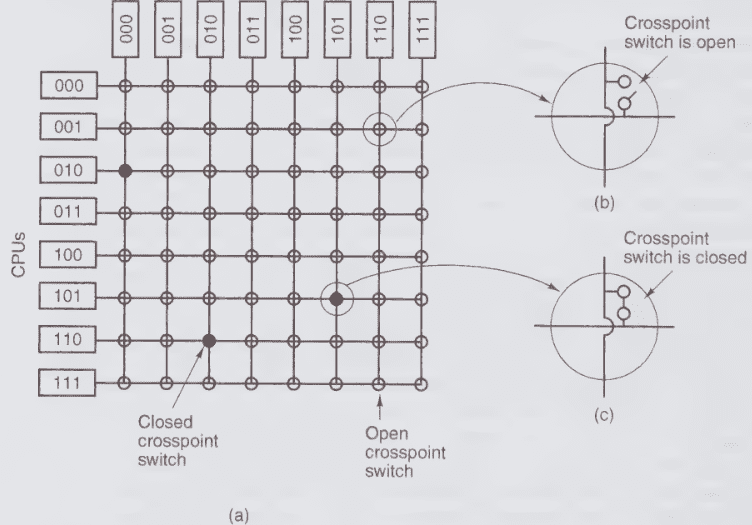 000
001
010
011
100
101
110
111
Crosspoint
switch is open
000
001
010
011
100
101
110
111
CPUs
(b)
Crosspoint
switch is closed
(c)
Closed
crosspoint
switch
Open
crosspoint
switch
(a)